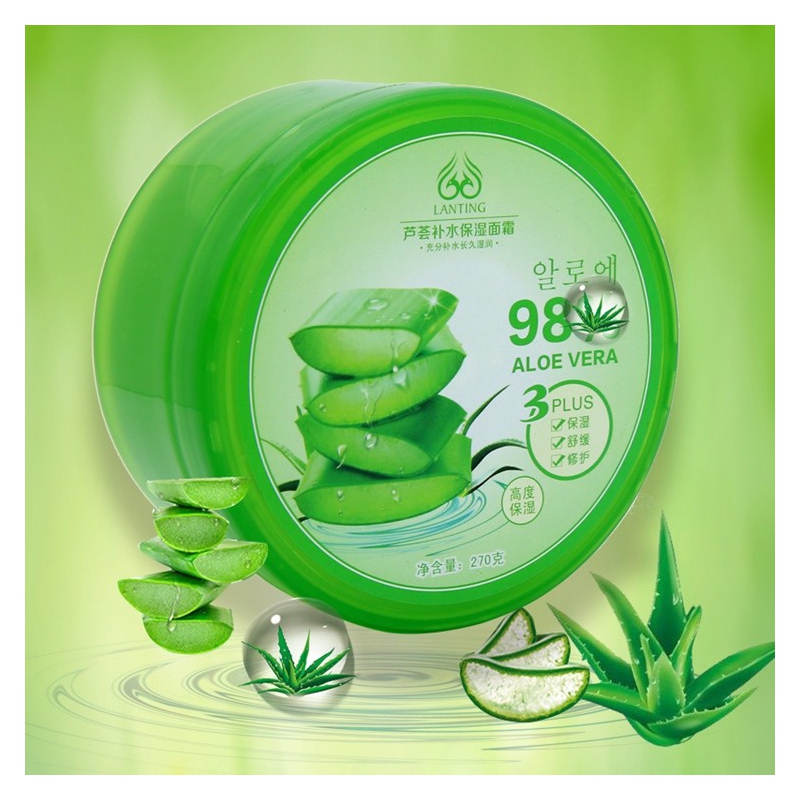 LANTING
芦荟补水保湿面霜
·充分补水长久湿润·
알로에
98%
ALOE VERA
3 PLUS
保湿
舒缓
修护
高度
保湿
净含量：270克